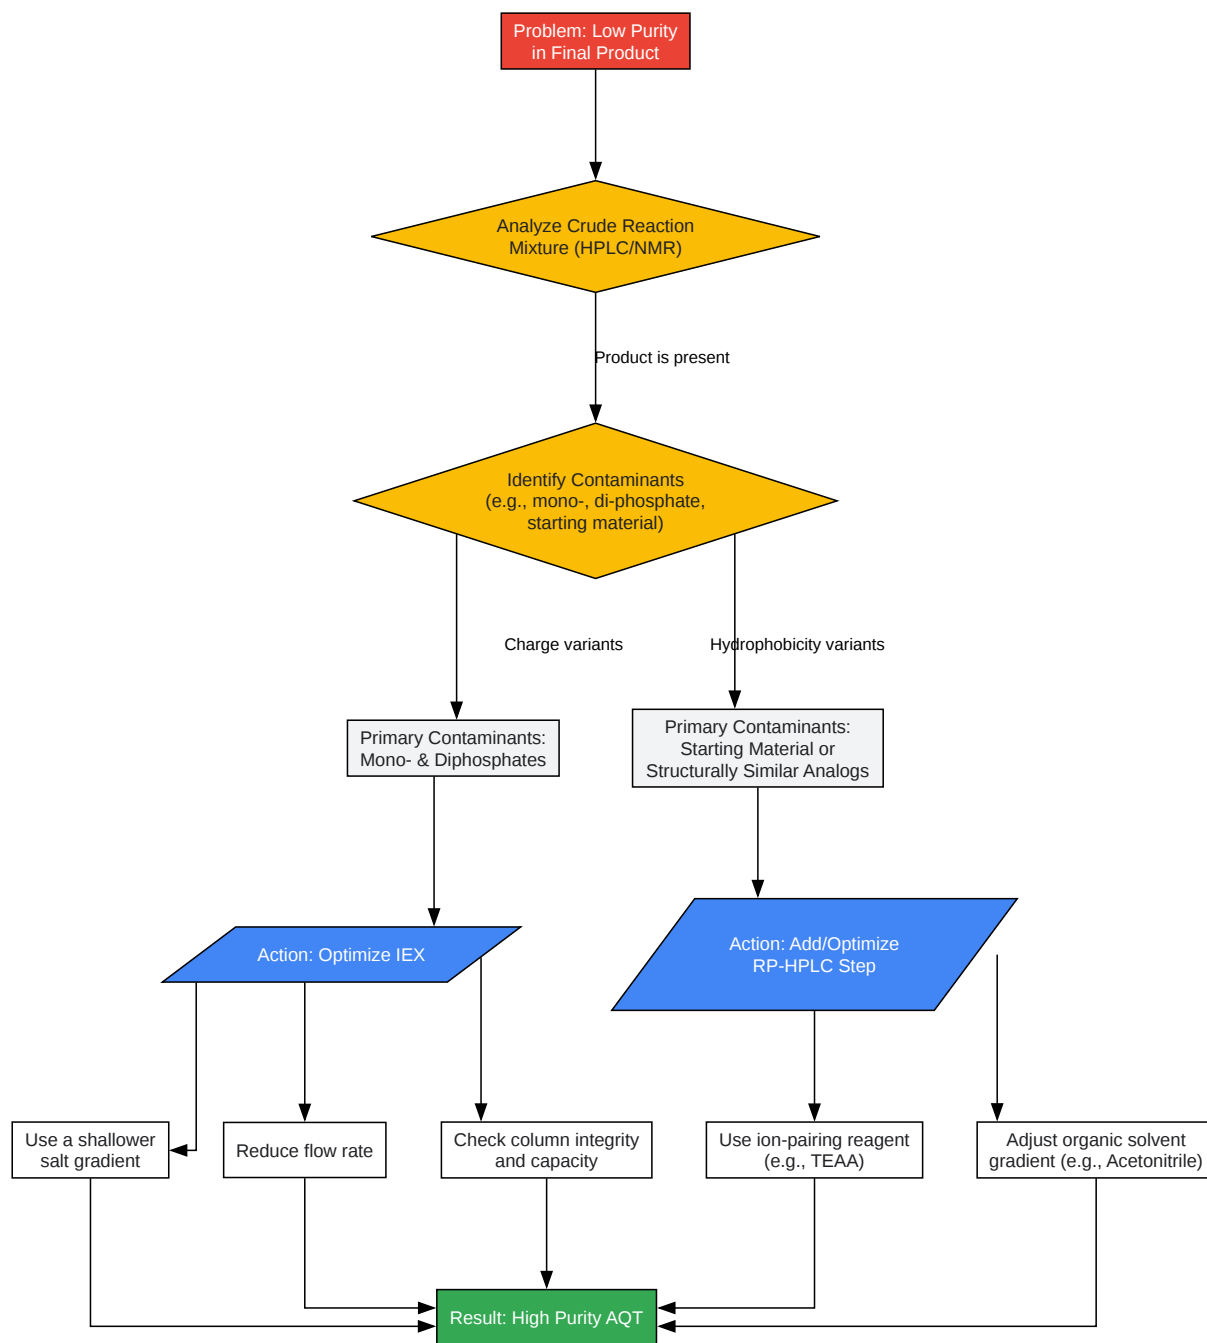 Problem: Low Purity
in Final Product
Analyze Crude Reaction
Mixture (HPLC/NMR)
Product is present
Identify Contaminants
(e.g., mono-, di-phosphate,
starting material)
Charge variants
Hydrophobicity variants
Primary Contaminants:
Mono- & Diphosphates
Primary Contaminants:
Starting Material or
Structurally Similar Analogs
Action: Optimize IEX
Action: Add/Optimize
RP-HPLC Step
Use a shallower
salt gradient
Reduce flow rate
Check column integrity
and capacity
Use ion-pairing reagent
(e.g., TEAA)
Adjust organic solvent
gradient (e.g., Acetonitrile)
Result: High Purity AQT